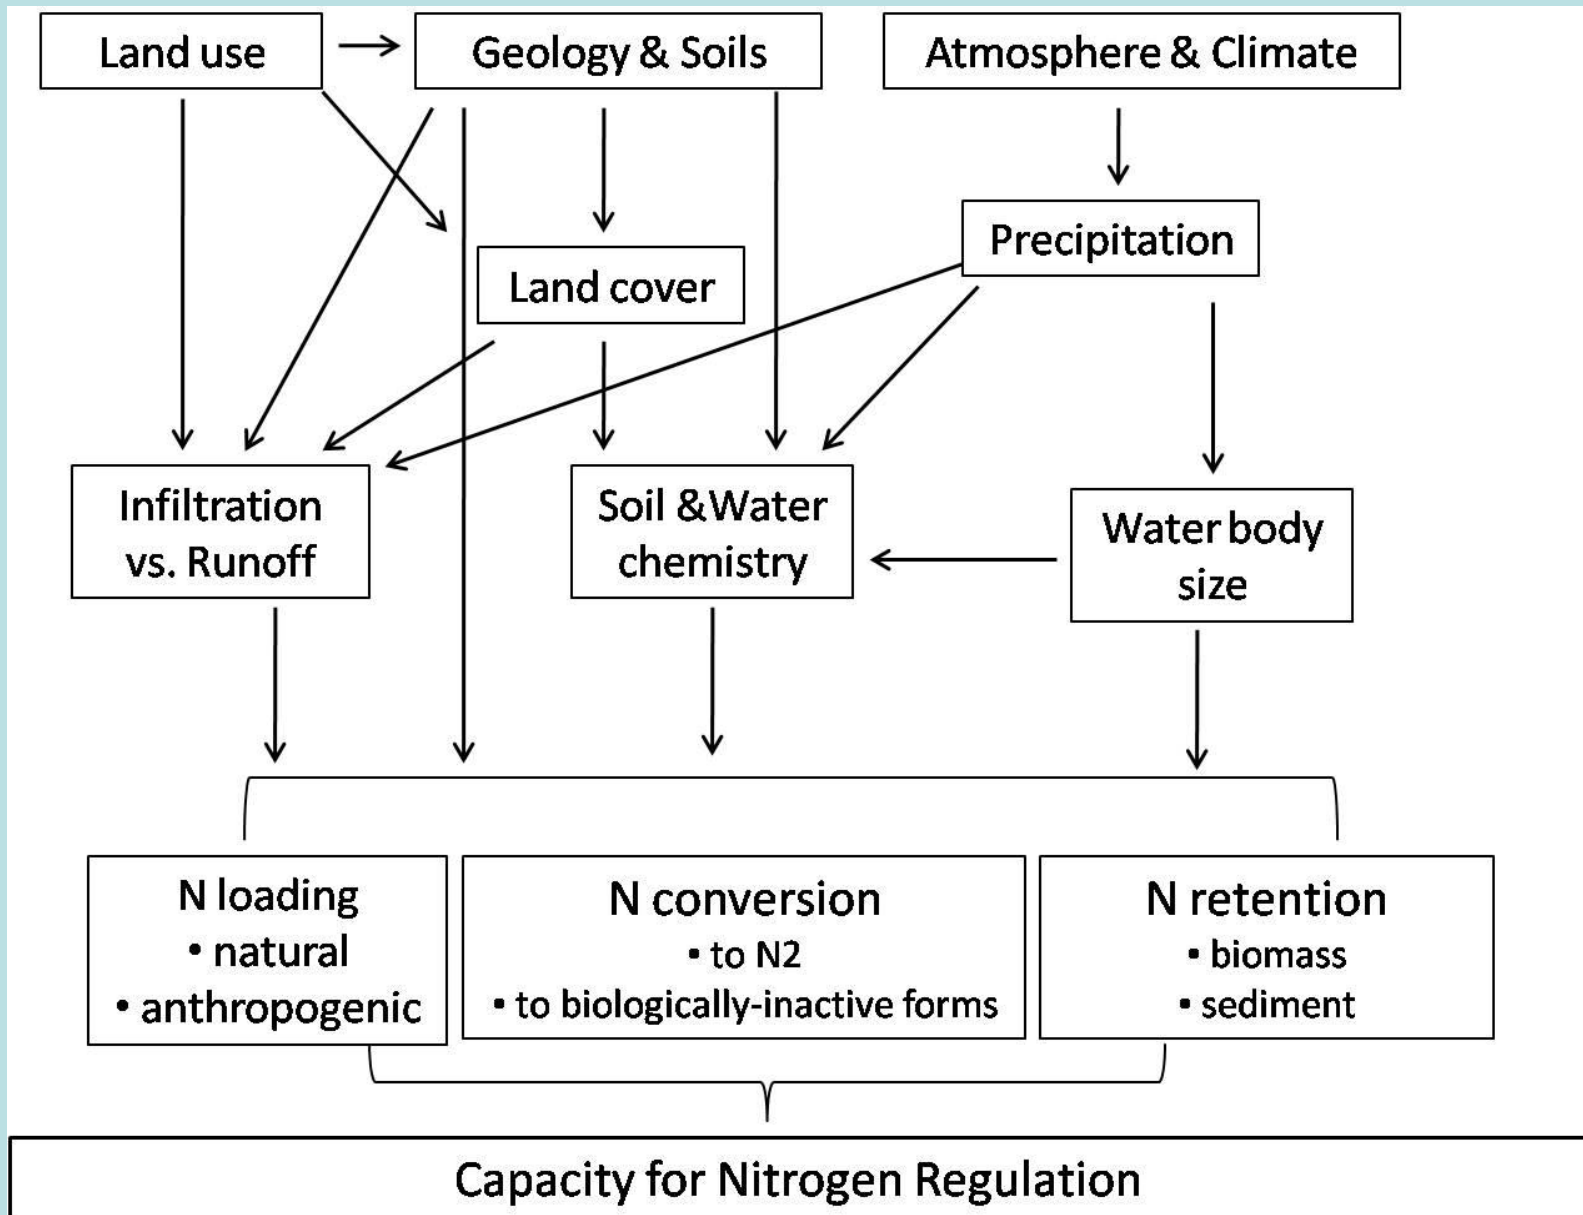 Land use
Geology & Soils
Atmosphere & Climate
Precipitation
Land cover
Infiltration
vs. Runoff
Soil &Water
chemistry
Water body
size
N loading
• natural
• anthropogenic
N conversion
• to N2
• to biologically-inactive forms
N retention
• biomass
• sediment
Capacity for Nitrogen Regulation